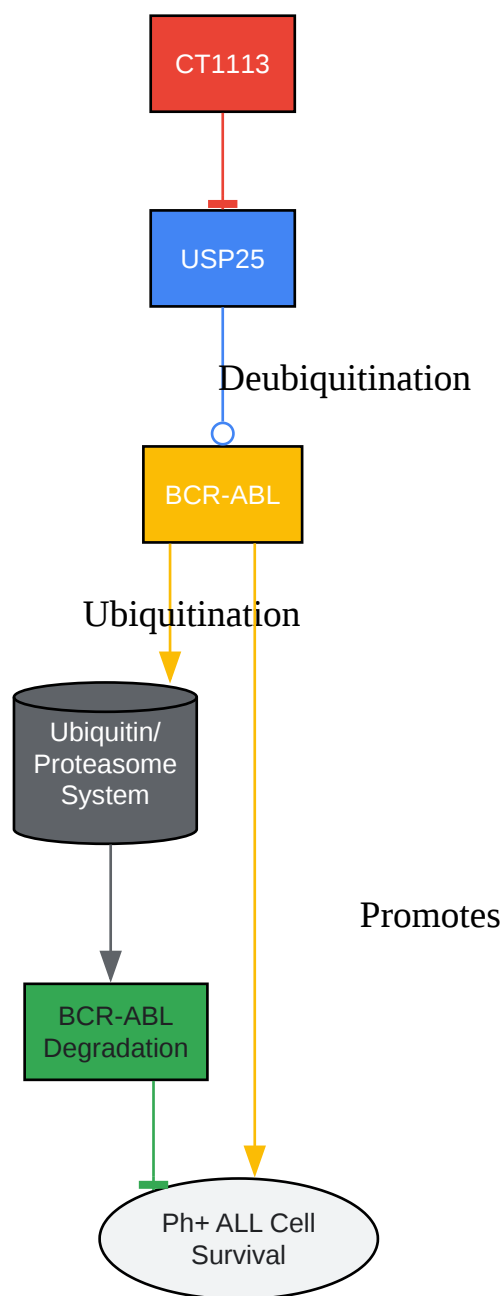 CT1113
USP25
Deubiquitination
BCR-ABL
Ubiquitination
Ubiquitin/
Proteasome
System
Promotes
BCR-ABL
Degradation
Ph+ ALL Cell
Survival